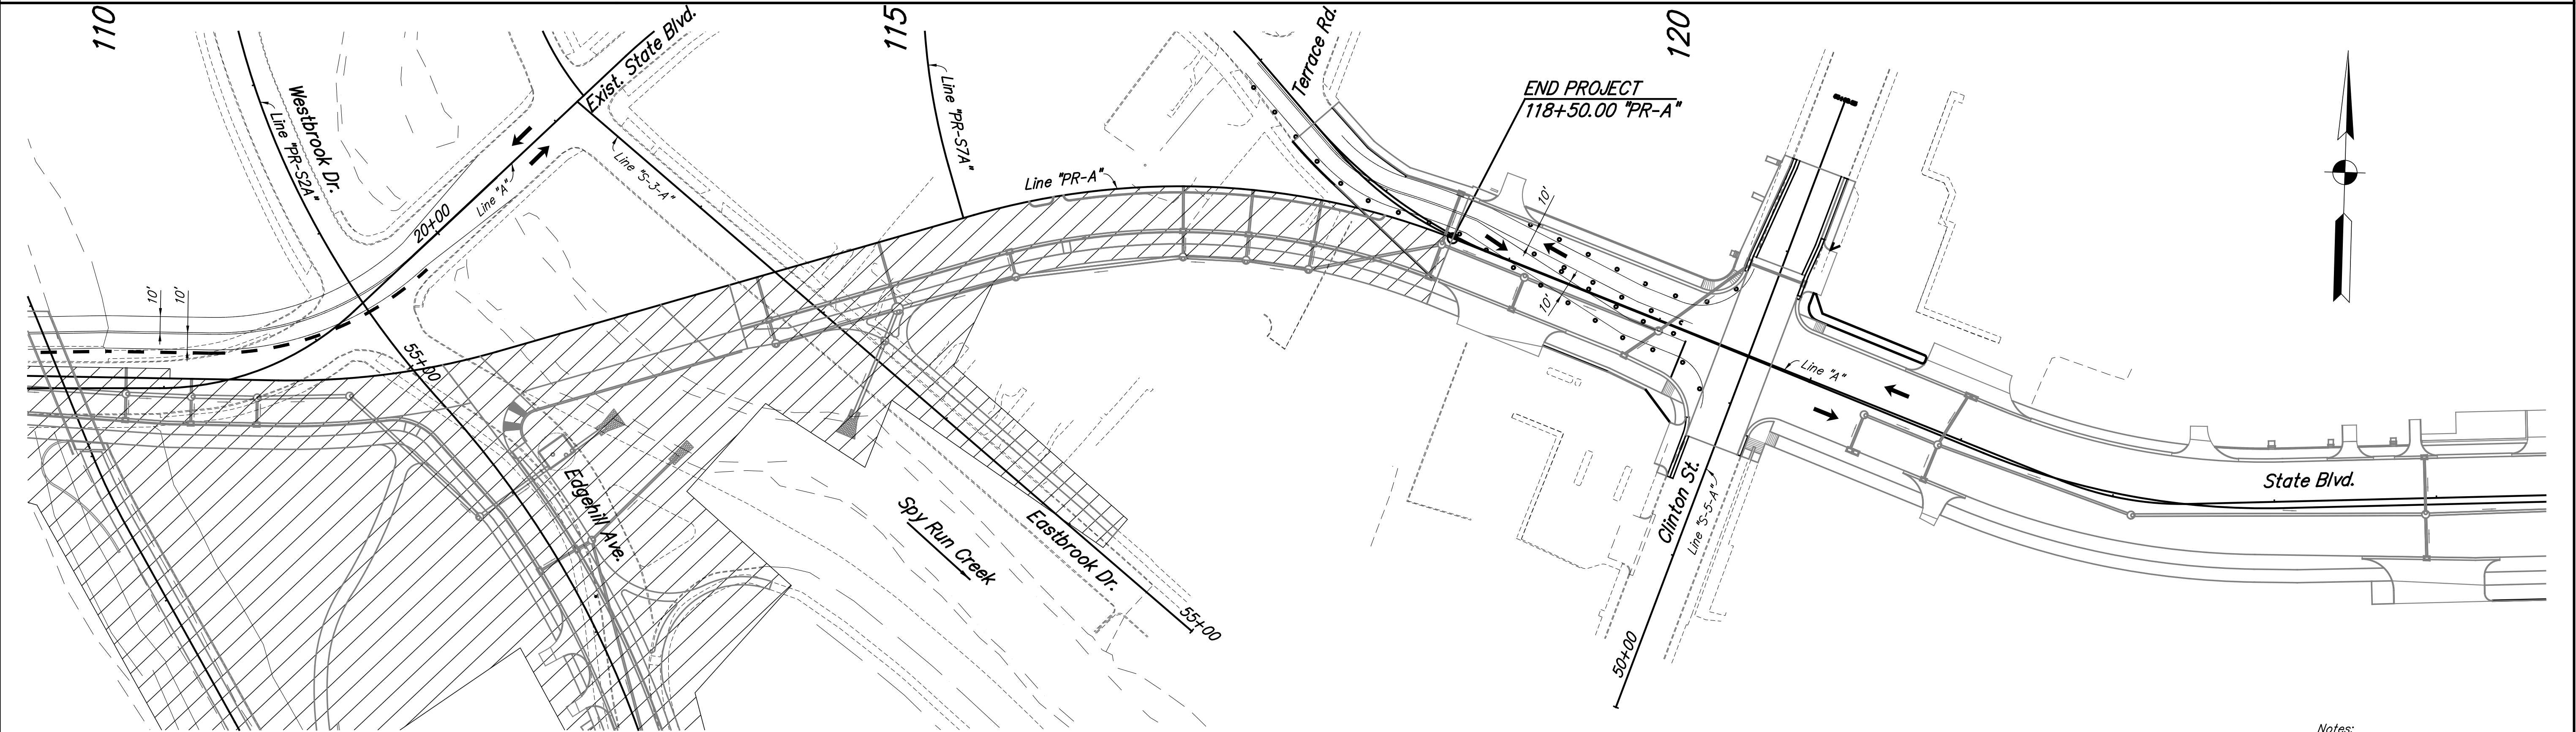 110
115
120
Westbrook Dr.
Line "PR-S2A"
Exist. State Blvd.
Line "A"
20+00
Line "S-3-A"
Line "PR-S7A"
Line "PR-A"
Terrace Rd.
END PROJECT
118+50.00 "PR-A"
10'
10'
10'
10'
55+00
Edgehill Ave.
Spy Run Creek
Eastbrook Dr.
55+00
Line "A"
Clinton St.
Line "S-5-A"
50+00
State Blvd.
Notes: